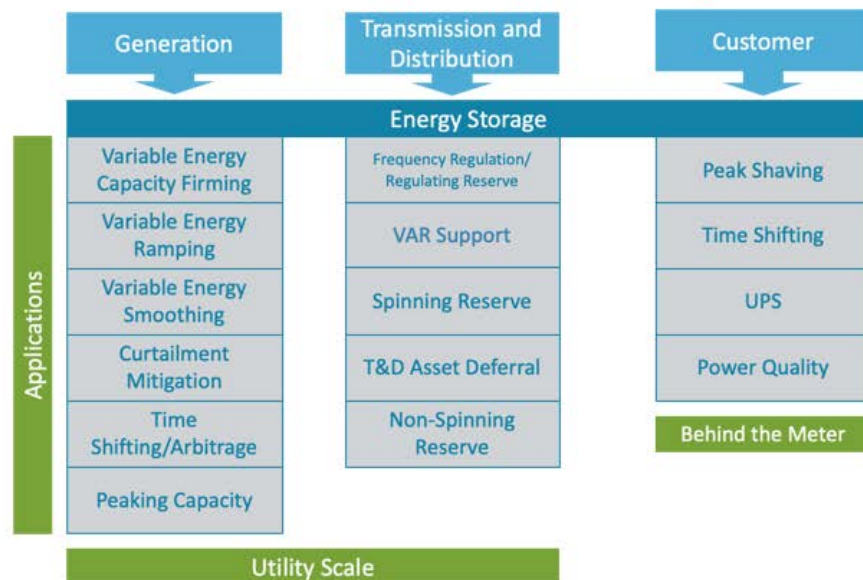 Generation
Transmission and
Distribution
Customer
Energy Storage
Applications
Variable Energy
Capacity Firming
Variable Energy
Ramping
Variable Energy
Smoothing
Curtailment
Mitigation
Time
Shifting/Arbitrage
Peaking Capacity
Frequency Regulation/
Regulating Reserve
VAR Support
Spinning Reserve
T&D Asset Deferral
Non-Spinning
Reserve
Peak Shaving
Time Shifting
UPS
Power Quality
Behind the Meter
Utility Scale